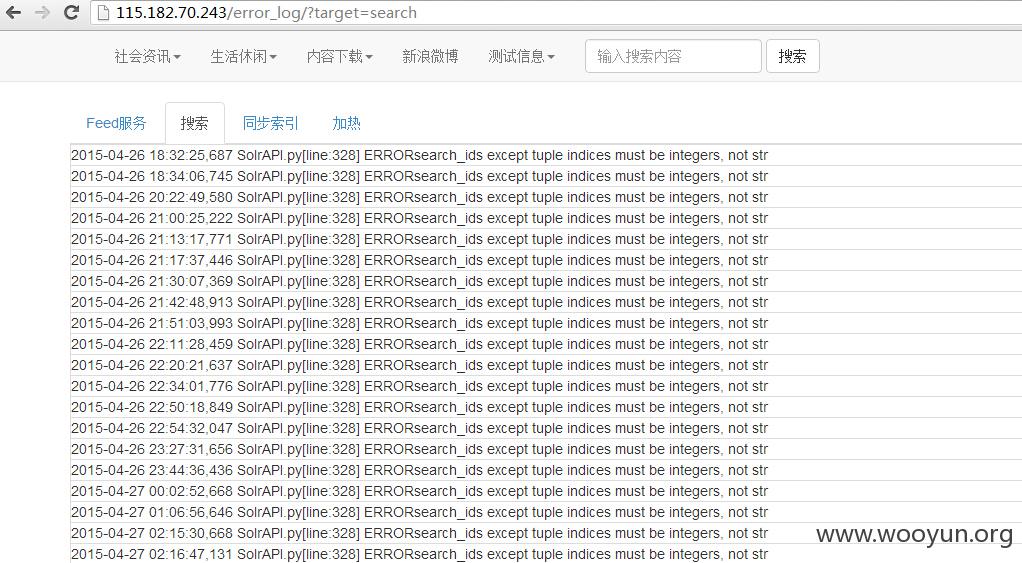 115.182.70.243/error_log/?target=search
社会资讯 生活休闲 内容下载 新浪微博 测试信息 输入搜索内容 搜索
Feed服务 搜索 同步索引 加热
2015-04-26 18:32:25,687 SolrAPI.py[line:328] ERRORsearch_ids except tuple indices must be integers, not str
2015-04-26 18:34:06,745 SolrAPI.py[line:328] ERRORsearch_ids except tuple indices must be integers, not str
2015-04-26 20:22:49,580 SolrAPI.py[line:328] ERRORsearch_ids except tuple indices must be integers, not str
2015-04-26 21:00:25,222 SolrAPI.py[line:328] ERRORsearch_ids except tuple indices must be integers, not str
2015-04-26 21:13:17,771 SolrAPI.py[line:328] ERRORsearch_ids except tuple indices must be integers, not str
2015-04-26 21:17:37,446 SolrAPI.py[line:328] ERRORsearch_ids except tuple indices must be integers, not str
2015-04-26 21:30:07,369 SolrAPI.py[line:328] ERRORsearch_ids except tuple indices must be integers, not str
2015-04-26 21:42:48,913 SolrAPI.py[line:328] ERRORsearch_ids except tuple indices must be integers, not str
2015-04-26 21:51:03,993 SolrAPI.py[line:328] ERRORsearch_ids except tuple indices must be integers, not str
2015-04-26 22:11:28,459 SolrAPI.py[line:328] ERRORsearch_ids except tuple indices must be integers, not str
2015-04-26 22:20:21,637 SolrAPI.py[line:328] ERRORsearch_ids except tuple indices must be integers, not str
2015-04-26 22:34:01,776 SolrAPI.py[line:328] ERRORsearch_ids except tuple indices must be integers, not str
2015-04-26 22:50:18,849 SolrAPI.py[line:328] ERRORsearch_ids except tuple indices must be integers, not str
2015-04-26 22:54:32,047 SolrAPI.py[line:328] ERRORsearch_ids except tuple indices must be integers, not str
2015-04-26 23:27:31,656 SolrAPI.py[line:328] ERRORsearch_ids except tuple indices must be integers, not str
2015-04-26 23:44:36,436 SolrAPI.py[line:328] ERRORsearch_ids except tuple indices must be integers, not str
2015-04-27 00:02:52,668 SolrAPI.py[line:328] ERRORsearch_ids except tuple indices must be integers, not str
2015-04-27 01:06:56,646 SolrAPI.py[line:328] ERRORsearch_ids except tuple indices must be integers, not str
2015-04-27 02:15:30,668 SolrAPI.py[line:328] ERRORsearch_ids except tuple indices must be integers, not str
2015-04-27 02:16:47,131 SolrAPI.py[line:328] ERRORsearch_ids except tuple indices must be integers, not str
www.wooyun.org